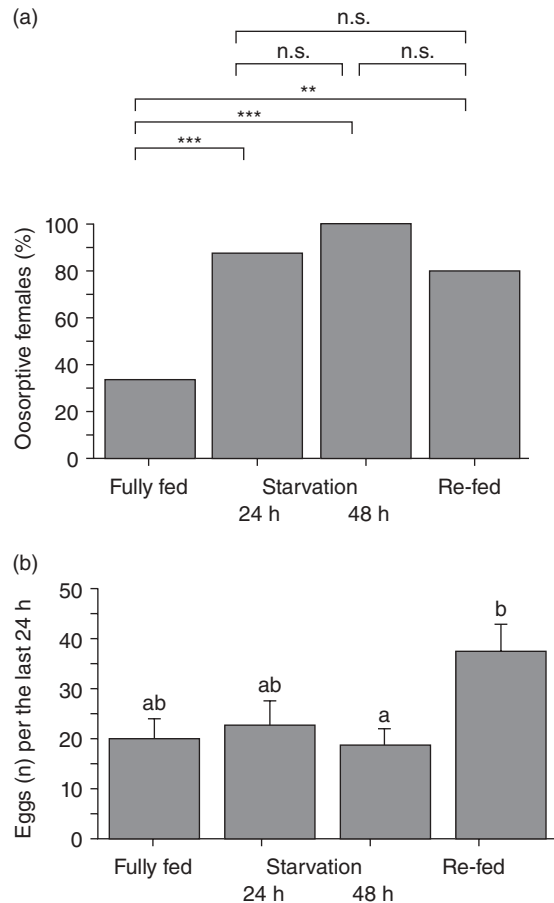 (a)
n.s.
n.s. n.s.
**
***
***
Oosorptive females (%)
100
80
60
40
20
0
Fully fed Starvation Re-fed
24 h 48 h
(b)
Eggs (n) per the last 24 h
50
40
30
20
10
0
ab ab a b
Fully fed Starvation Re-fed
24 h 48 h